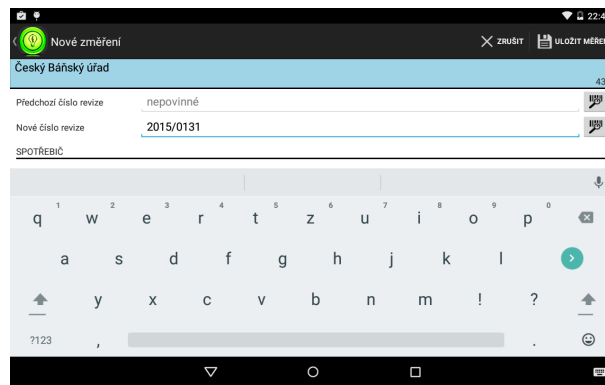 22:4
Nové změření
ZRUŠIT
ULOŽIT MĚŘE
Český Báňský úřad
43
Předchozí číslo revize
nepovinné
Nové číslo revize
2015/0131
SPOTŘEBIČ
q 1 w 2 e 3 r 4 t 5 z 6 u 7 i 8 o 9 p 0
a s d f g h j k l
y x c v b n m ! ?
?123 , .